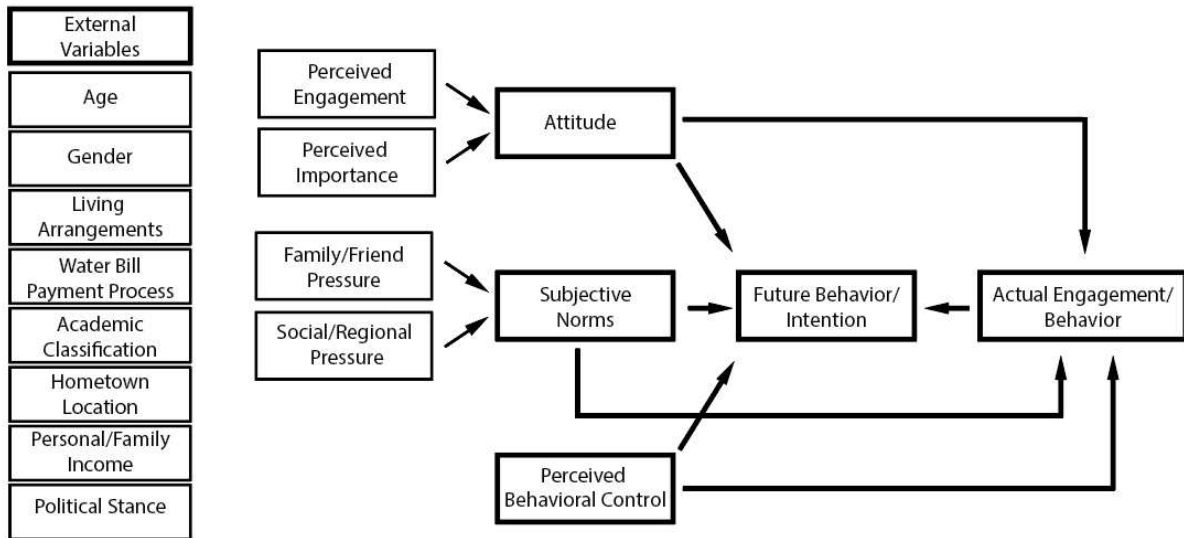 External
Variables
Age
Gender
Living
Arrangements
Water Bill
Payment Process
Academic
Classification
Hometown
Location
Personal/Family
Income
Political Stance
Perceived
Engagement
Perceived
Importance
Attitude
Family/Friend
Pressure
Social/Regional
Pressure
Subjective
Norms
Future Behavior/
Intention
Actual Engagement/
Behavior
Perceived
Behavioral Control